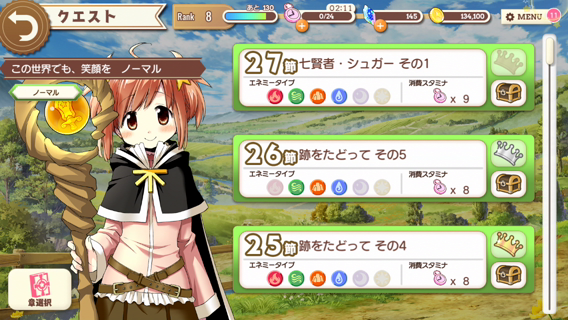 クエスト
Rank 8
あと 130
02:11
0/24
145
134,100
MENU
11
この世界でも、笑顔を ノーマル
ノーマル
27節 七賢者・シュガー その1
エネミータイプ
消費スタミナ
x 9
26節 跡をたどって その5
エネミータイプ
消費スタミナ
x 8
25節 跡をたどって その4
エネミータイプ
消費スタミナ
x 8
章選択